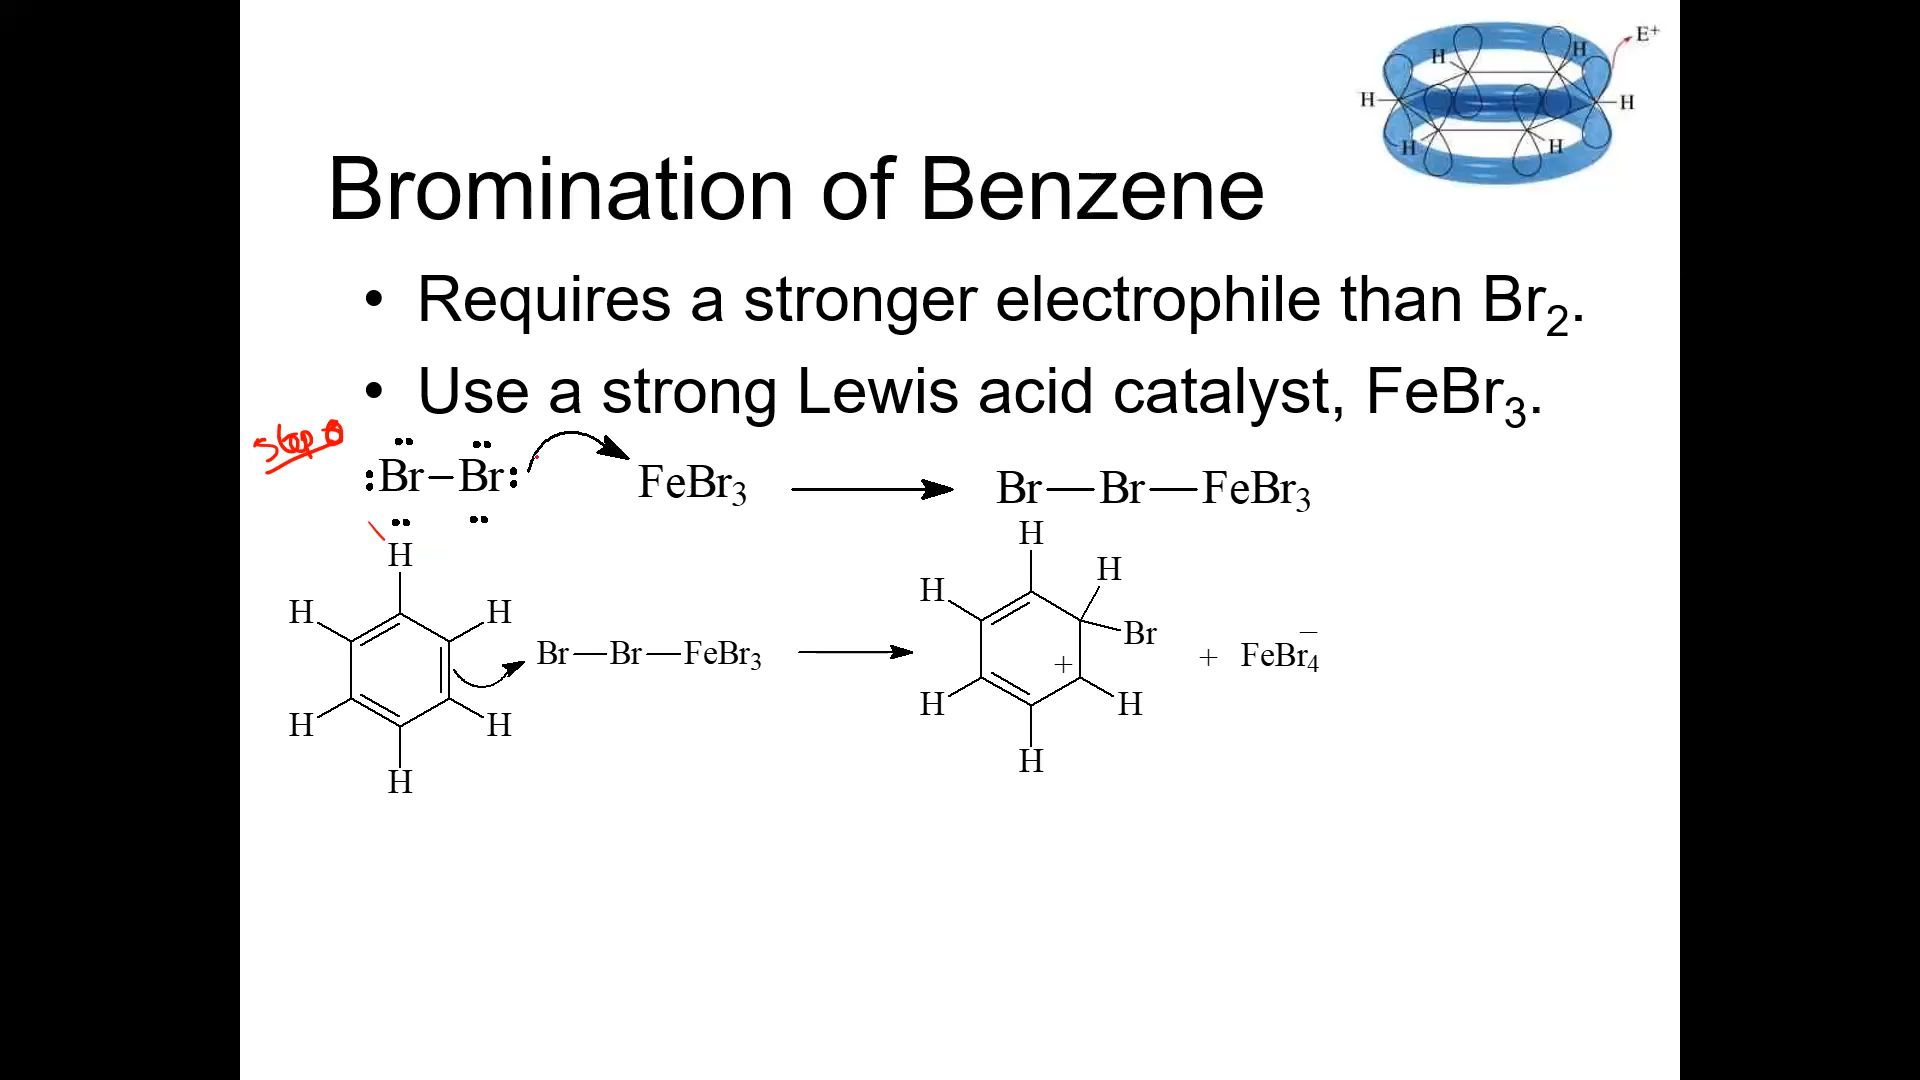 E⁺
H H
H H
H H
Bromination of Benzene
• Requires a stronger electrophile than Br₂.
• Use a strong Lewis acid catalyst, FeBr₃.
Step 0
:Br–Br: FeBr₃ ⟶ Br—Br—FeBr₃
H H
H H H H
Br—Br—FeBr₃ ⟶ Br + + FeBr₄⁻
H H H H
H H